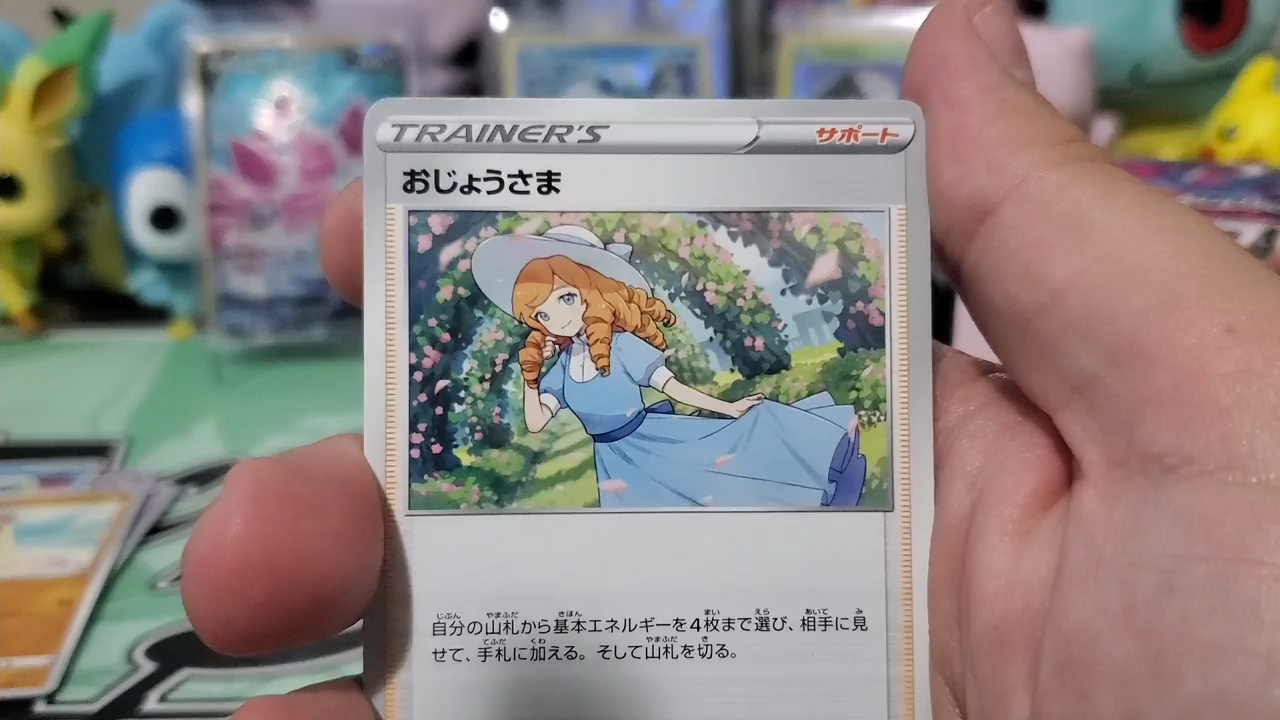 TRAINER'S
サポート
おじょうさま
自分の山札から基本エネルギーを4枚まで選び、相手に見
せて、手札に加える。そして山札を切る。